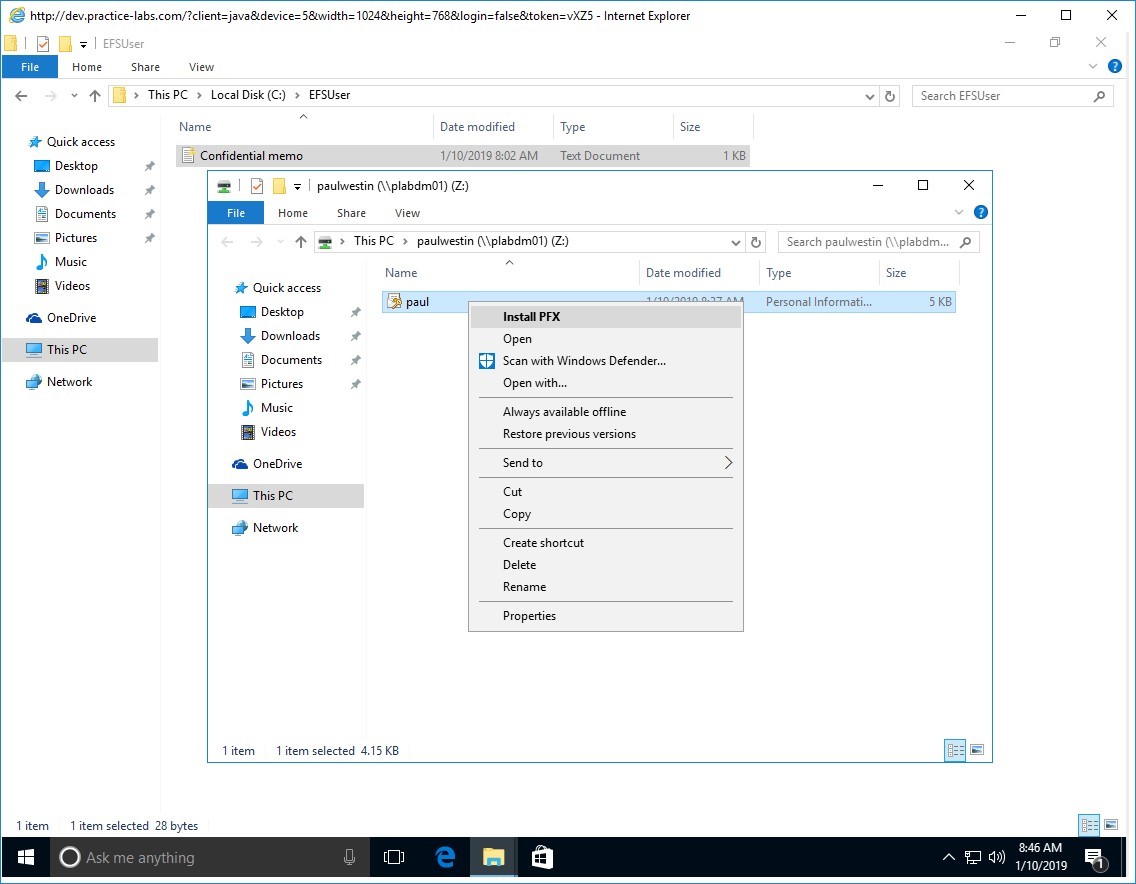 http://dev.practice-labs.com/?client=java&device=5&width=1024&height=768&login=false&token=vXZ5 - Internet Explorer
EFSUser
File Home Share View
This PC > Local Disk (C:) > EFSUser
Search EFSUser
Name Date modified Type Size
Confidential memo 1/10/2019 8:02 AM Text Document 1 KB
Quick access
Desktop
Downloads
Documents
Pictures
Music
Videos
OneDrive
This PC
Network
paulwestin (\\plabdm01) (Z:)
File Home Share View
This PC > paulwestin (\\plabdm01) (Z:)
Search paulwestin (\\plabdm...
Name Date modified Type Size
paul 1/10/2019 8:37 AM Personal Informati... 5 KB
Quick access
Desktop
Downloads
Documents
Pictures
Music
Videos
OneDrive
This PC
Network
Install PFX
Open
Scan with Windows Defender...
Open with...
Always available offline
Restore previous versions
Send to
Cut
Copy
Create shortcut
Delete
Rename
Properties
1 item 1 item selected 4.15 KB
1 item 1 item selected 28 bytes
Ask me anything
8:46 AM
1/10/2019
1